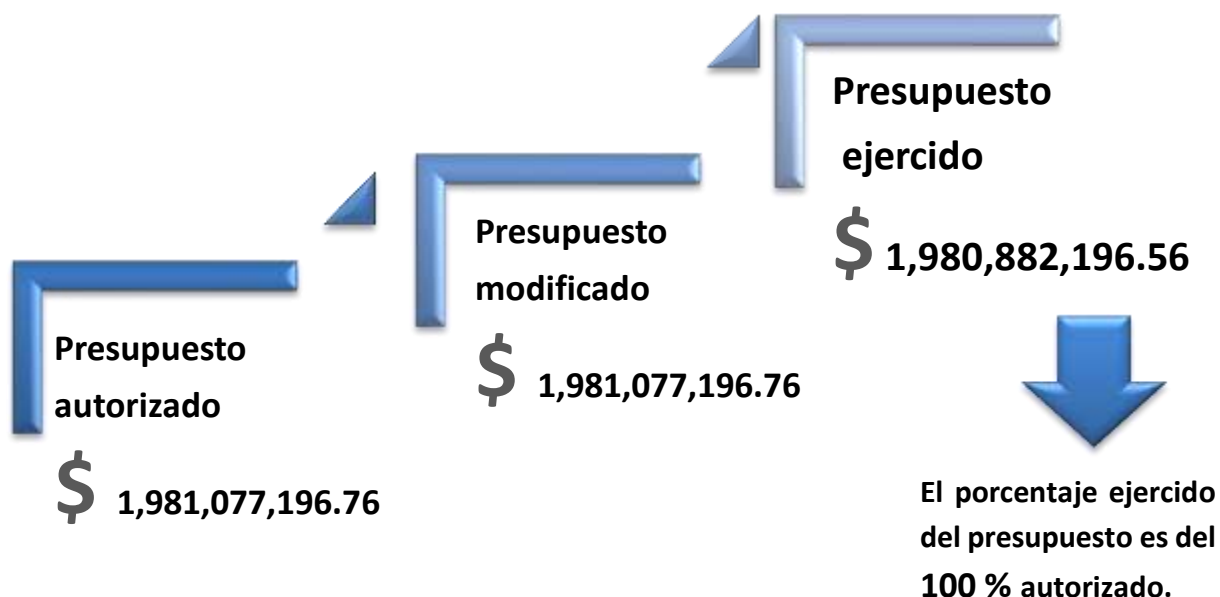 Presupuesto
autorizado
$ 1,981,077,196.76
Presupuesto
modificado
$ 1,981,077,196.76
Presupuesto
ejercido
$ 1,980,882,196.56
El porcentaje ejercido
del presupuesto es del
100 % autorizado.